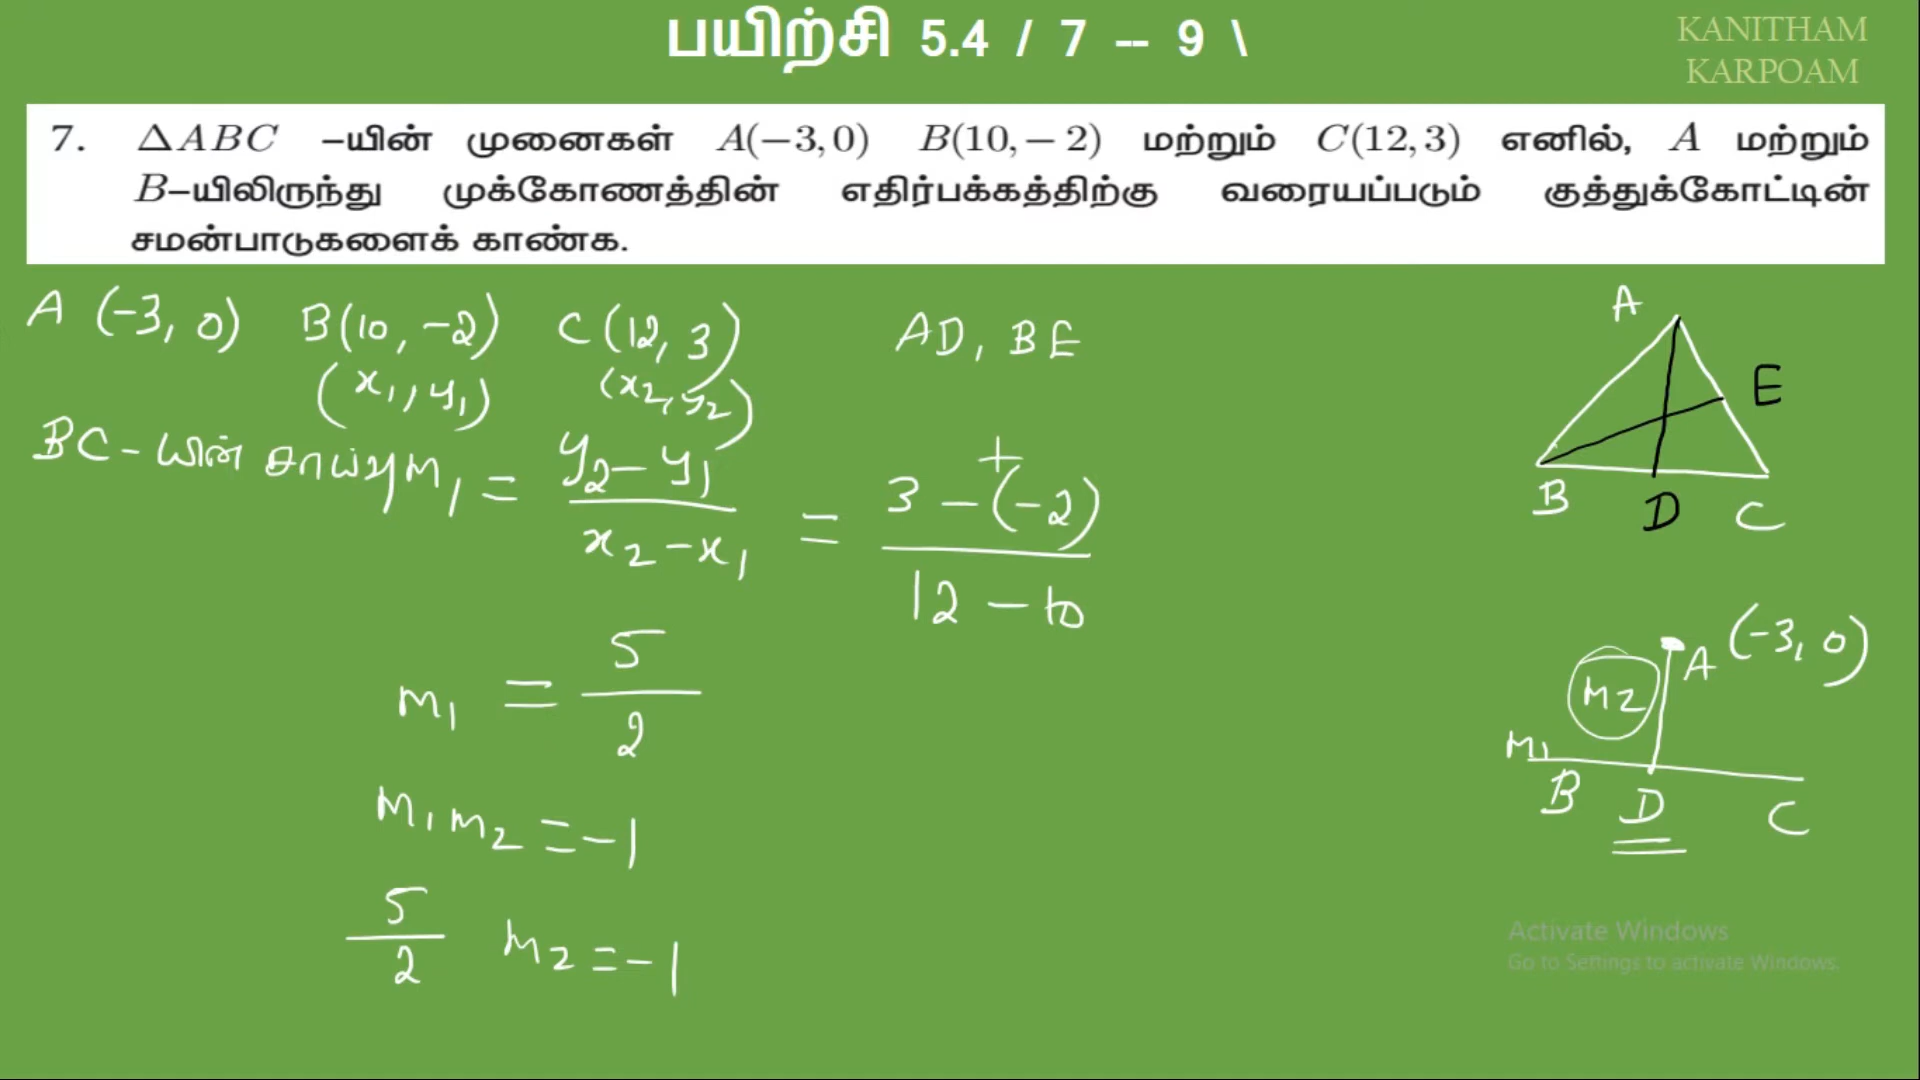 பயிற்சி 5.4 / 7 -- 9 \
KANITHAM
KARPOAM
7. ΔABC –யின் முனைகள் A(−3,0) B(10,−2) மற்றும் C(12,3) எனில், A மற்றும்
B–யிலிருந்து முக்கோணத்தின் எதிர்பக்கத்திற்கு வரையப்படும் குத்துக்கோட்டின்
சமன்பாடுகளைக் காண்க.
A (-3, 0) B(10, -2) C(12, 3) AD, BE
(x₁, y₁) (x₂, y₂)
BC - யின் சாய்வு m₁ = y₂ - y₁ / x₂ - x₁ = 3 - (-2) / 12 - 10
+
m₁ = 5/2
m₁ m₂ = -1
5/2 m₂ = -1
A
E
B D C
A (-3, 0)
m₂
m₁
B D C
Activate Windows
Go to Settings to activate Windows.